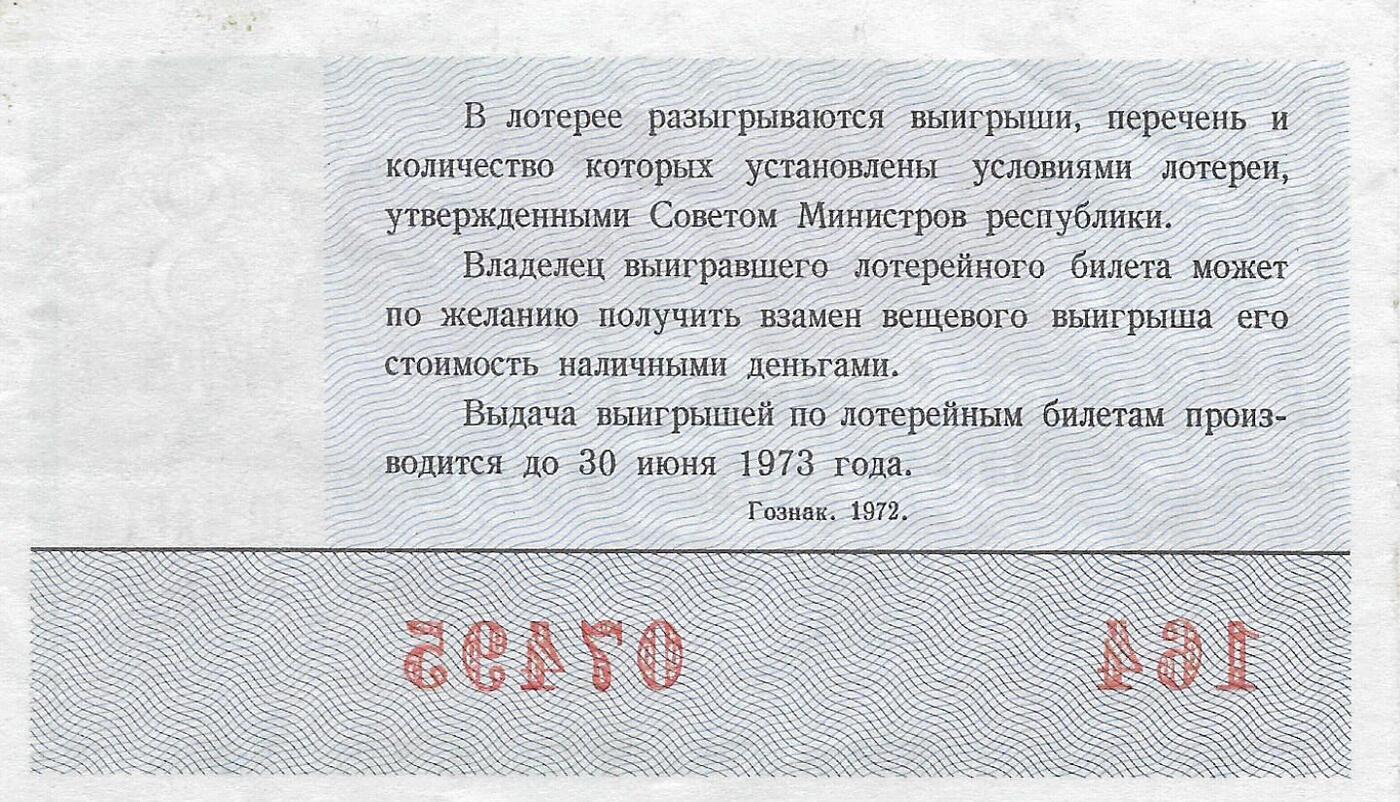 В лотерее разыгрываются выигрыши, перечень и
количество которых установлены условиями лотереи,
утвержденными Советом Министров республики.
Владелец выигравшего лотерейного билета может
по желанию получить взамен вещевого выигрыша его
стоимость наличными деньгами.
Выдача выигрышей по лотерейным билетам произ-
водится до 30 июня 1973 года.
Гознак. 1972.
07495 164